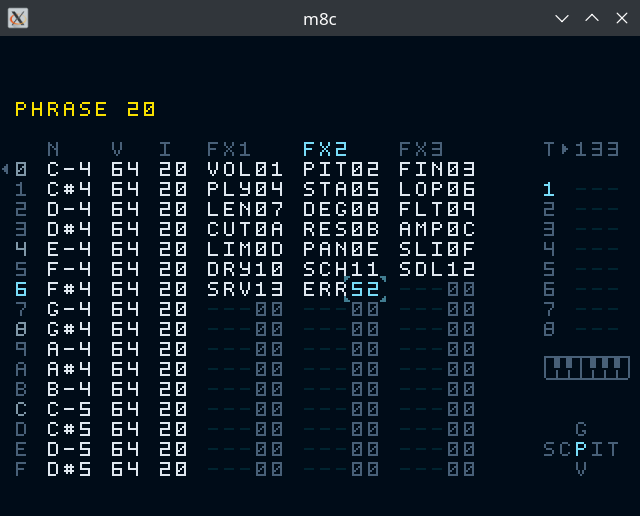 m8c
PHRASE 20
N V I FX1 FX2 FX3 T 133
0 C-4 64 20 VOL01 PIT02 FIN03
1 C#4 64 20 PLY04 STA05 LOP06 1 ---
2 D-4 64 20 LEN07 DEG08 FLT09 2 ---
3 D#4 64 20 CUT0A RES0B AMP0C 3 ---
4 E-4 64 20 LIM0D PAN0E SLI0F 4 ---
5 F-4 64 20 DRY10 SCH11 SDL12 5 ---
6 F#4 64 20 SRV13 ERR52 ---00 6 ---
7 G-4 64 20 ---00 ---00 ---00 7 ---
8 G#4 64 20 ---00 ---00 ---00 8 ---
9 A-4 64 20 ---00 ---00 ---00
A A#4 64 20 ---00 ---00 ---00
B B-4 64 20 ---00 ---00 ---00
C C-5 64 20 ---00 ---00 ---00
D C#5 64 20 ---00 ---00 ---00 G
E D-5 64 20 ---00 ---00 ---00 SCPIT
F D#5 64 20 ---00 ---00 ---00 V